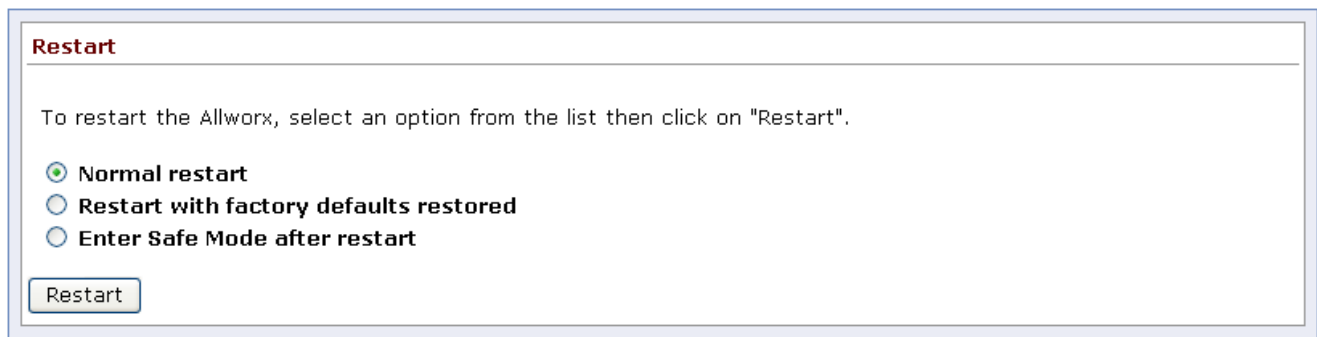 Restart
To restart the Allworx, select an option from the list then click on "Restart".
Normal restart
Restart with factory defaults restored
Enter Safe Mode after restart
Restart